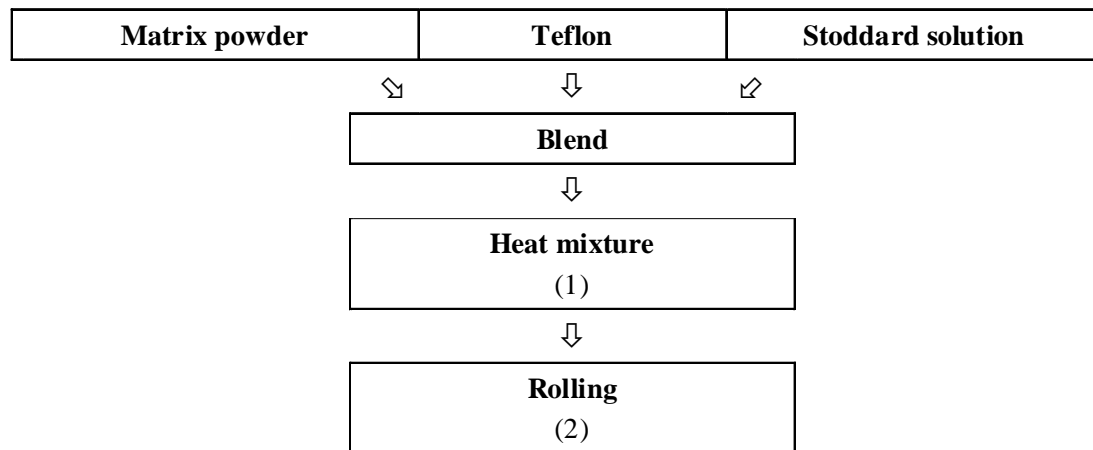 Matrix powder Teflon Stoddard solution
Blend
Heat mixture
(1)
Rolling
(2)